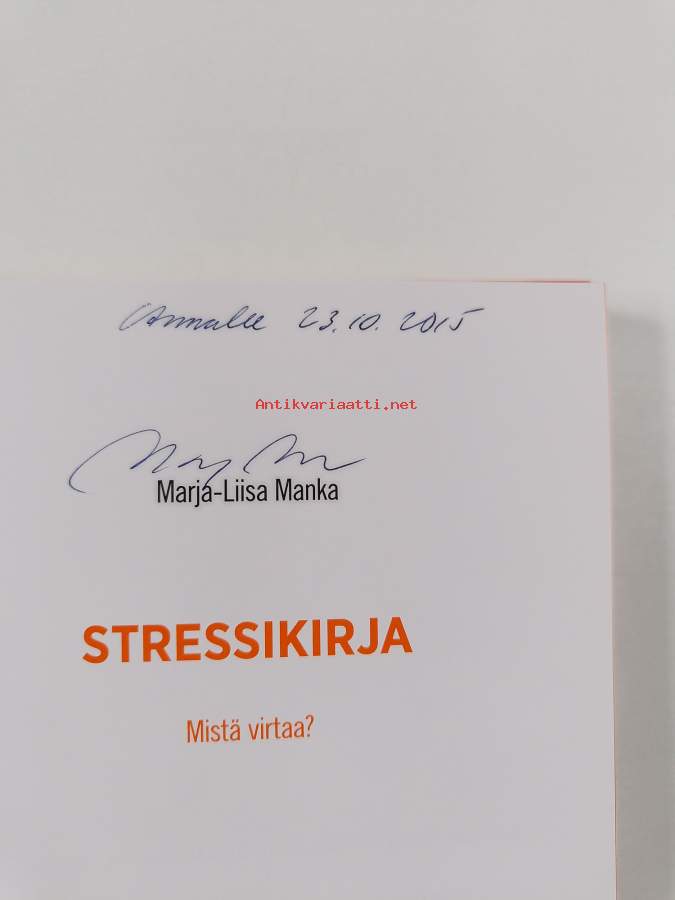 Annalle 23.10. 2015
Antikvariaatti.net
Marja-Liisa Manka
STRESSIKIRJA
Mistä virtaa?